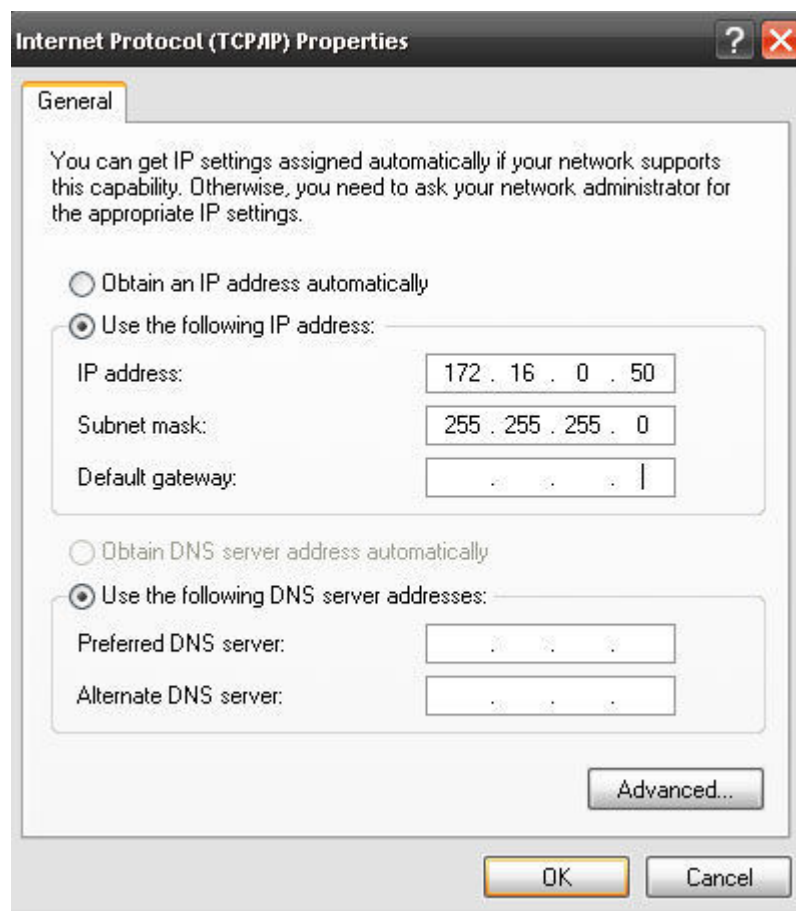 Internet Protocol (TCP/IP) Properties
?
General
You can get IP settings assigned automatically if your network supports
this capability. Otherwise, you need to ask your network administrator for
the appropriate IP settings.
Obtain an IP address automatically
Use the following IP address:
IP address: 172 . 16 . 0 . 50
Subnet mask: 255 . 255 . 255 . 0
Default gateway: . . .
Obtain DNS server address automatically
Use the following DNS server addresses:
Preferred DNS server: . . .
Alternate DNS server: . . .
Advanced...
OK Cancel